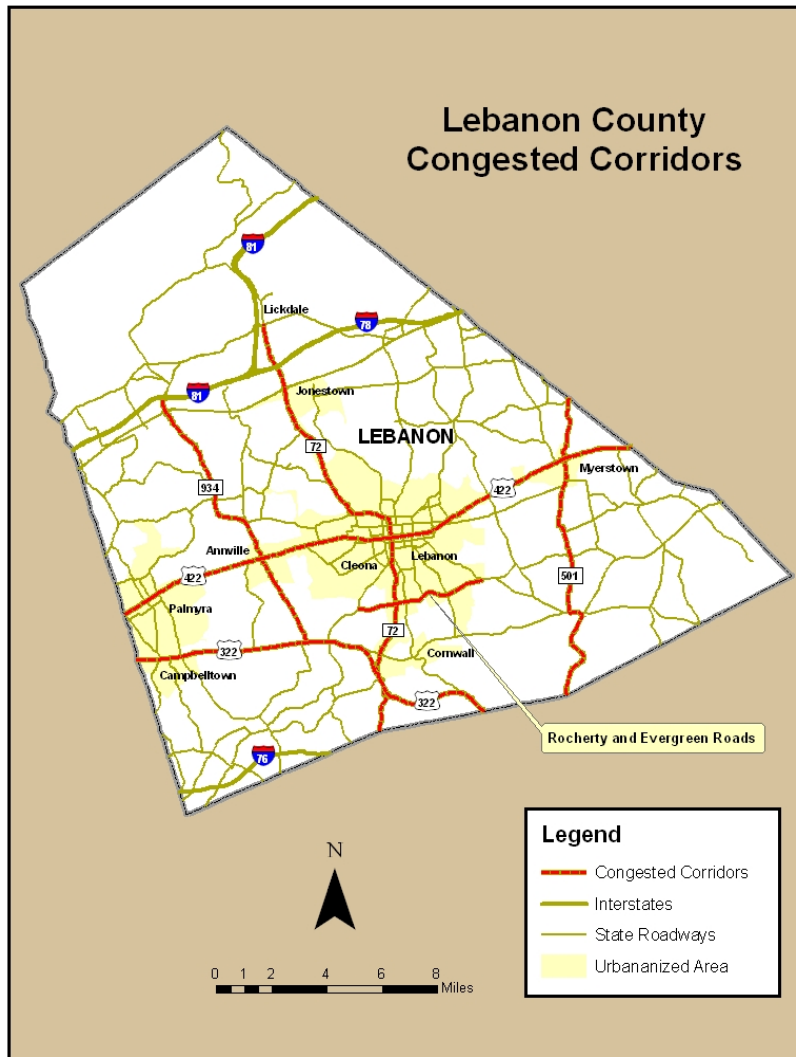 Lebanon County
Congested Corridors
81
Lickdale
78
81
Jonestown
LEBANON
72
Myerstown
934
422
Annville
Cleona
Lebanon
422
501
Palmyra
72
322
Cornwall
Campbelltown
322
Rocherty and Evergreen Roads
76
Legend
Congested Corridors
Interstates
State Roadways
Urbananized Area
N
0 1 2 4 6 8
Miles